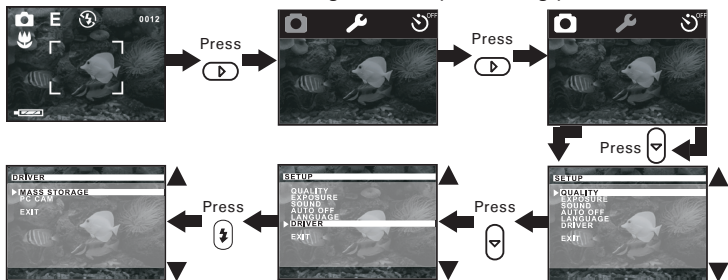 E 0012
Press
OFF
Press
OFF
Press
DRIVER
MASS STORAGE
PC CAM
EXIT
Press
SETUP
QUALITY
EXPOSURE
SOUND
AUTO OFF
LANGUAGE
DRIVER
EXIT
Press
SETUP
QUALITY
EXPOSURE
SOUND
AUTO OFF
LANGUAGE
DRIVER
EXIT